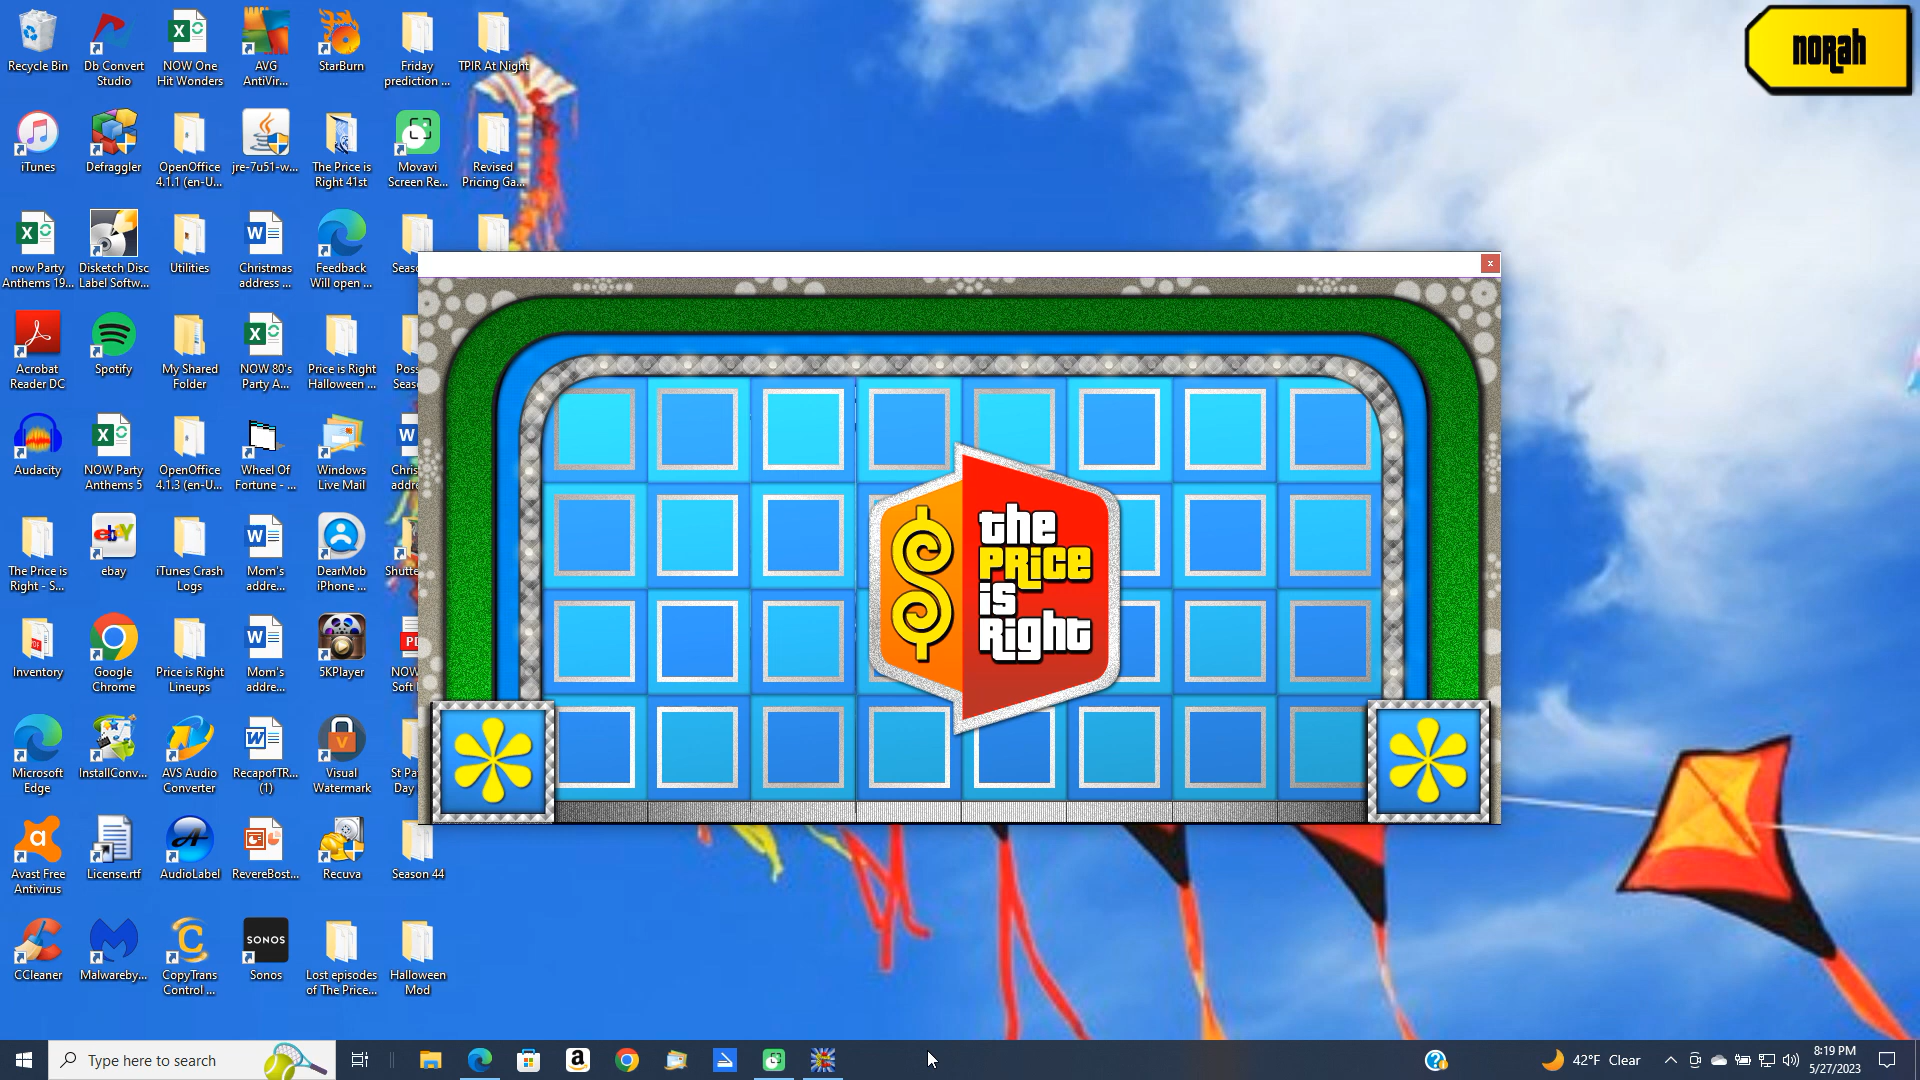 Recycle Bin
Db Convert
Studio
NOW One
Hit Wonders
AVG
AntiVir...
StarBurn
Friday
prediction ...
TPIR At Night
norah
iTunes
Defraggler
OpenOffice
4.1.1 (en-U...
jre-7u51-w...
The Price is
Right 41st
Movavi
Screen Re...
Revised
Pricing Ga...
now Party
Anthems 19...
Disketch Disc
Label Softw...
Utilities
Christmas
address ...
Feedback
Will open ...
Acrobat
Reader DC
Spotify
My Shared
Folder
NOW 80's
Party A...
Price is Right
Halloween ...
Audacity
NOW Party
Anthems 5
OpenOffice
4.1.3 (en-U...
Wheel Of
Fortune - ...
Windows
Live Mail
the
PRICE
is
Right
The Price is
Right - S...
ebay
iTunes Crash
Logs
Mom's
addre...
DearMob
iPhone ...
Inventory
Google
Chrome
Price is Right
Lineups
Mom's
addre...
5KPlayer
NOW
Soft
Microsoft
Edge
InstallConv...
AVS Audio
Converter
RecapofTR...
(1)
Visual
Watermark
St Pa
Day
Avast Free
Antivirus
License.rtf
AudioLabel
RevereBost...
Recuva
Season 44
CCleaner
Malwareby...
CopyTrans
Control ...
SONOS
Sonos
Lost episodes
of The Price...
Halloween
Mod
Type here to search
42°F Clear
8:19 PM
5/27/2023